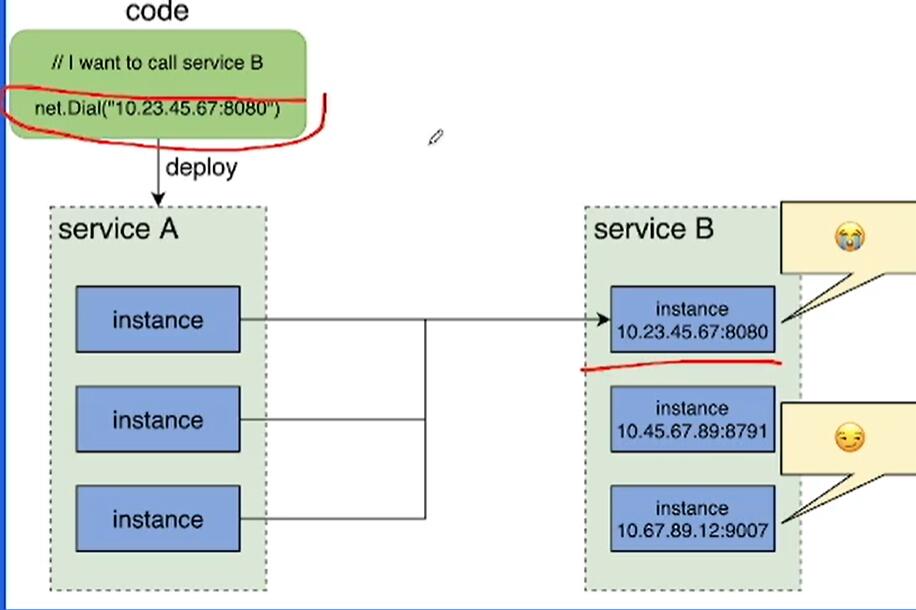 code
// I want to call service B
net.Dial("10.23.45.67:8080")
deploy
service A
instance
instance
instance
service B
instance
10.23.45.67:8080
instance
10.45.67.89:8791
instance
10.67.89.12:9007